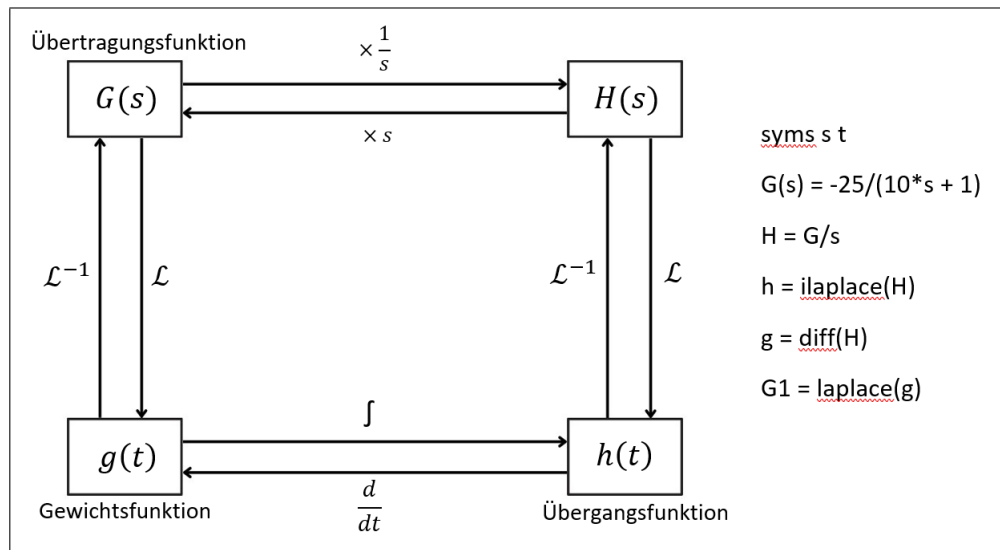 Übertragungsfunktion
× 1/s
G(s)
H(s)
× s
syms s t
G(s) = -25/(10*s + 1)
H = G/s
ℒ⁻¹
ℒ
ℒ⁻¹
ℒ
h = ilaplace(H)
g = diff(H)
G1 = laplace(g)
∫
g(t)
h(t)
d/dt
Gewichtsfunktion
Übergangsfunktion